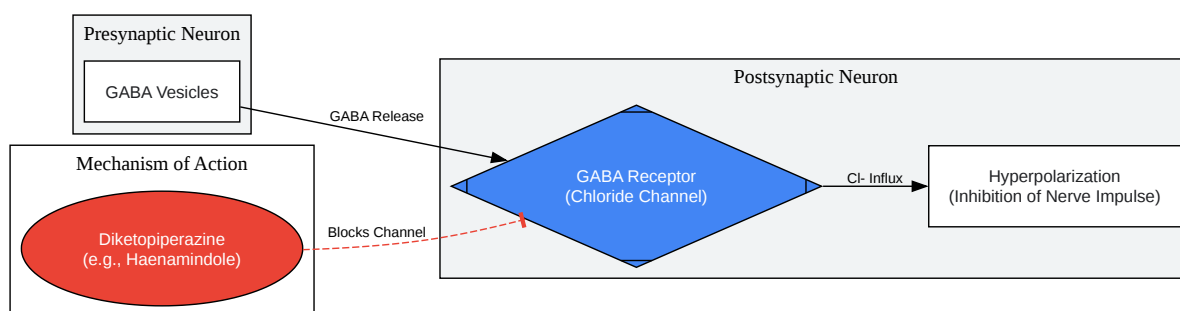 Presynaptic Neuron
GABA Vesicles
GABA Release
Mechanism of Action
Diketopiperazine
(e.g., Haenamindole)
Blocks Channel
Postsynaptic Neuron
GABA Receptor
(Chloride Channel)
Cl- Influx
Hyperpolarization
(Inhibition of Nerve Impulse)